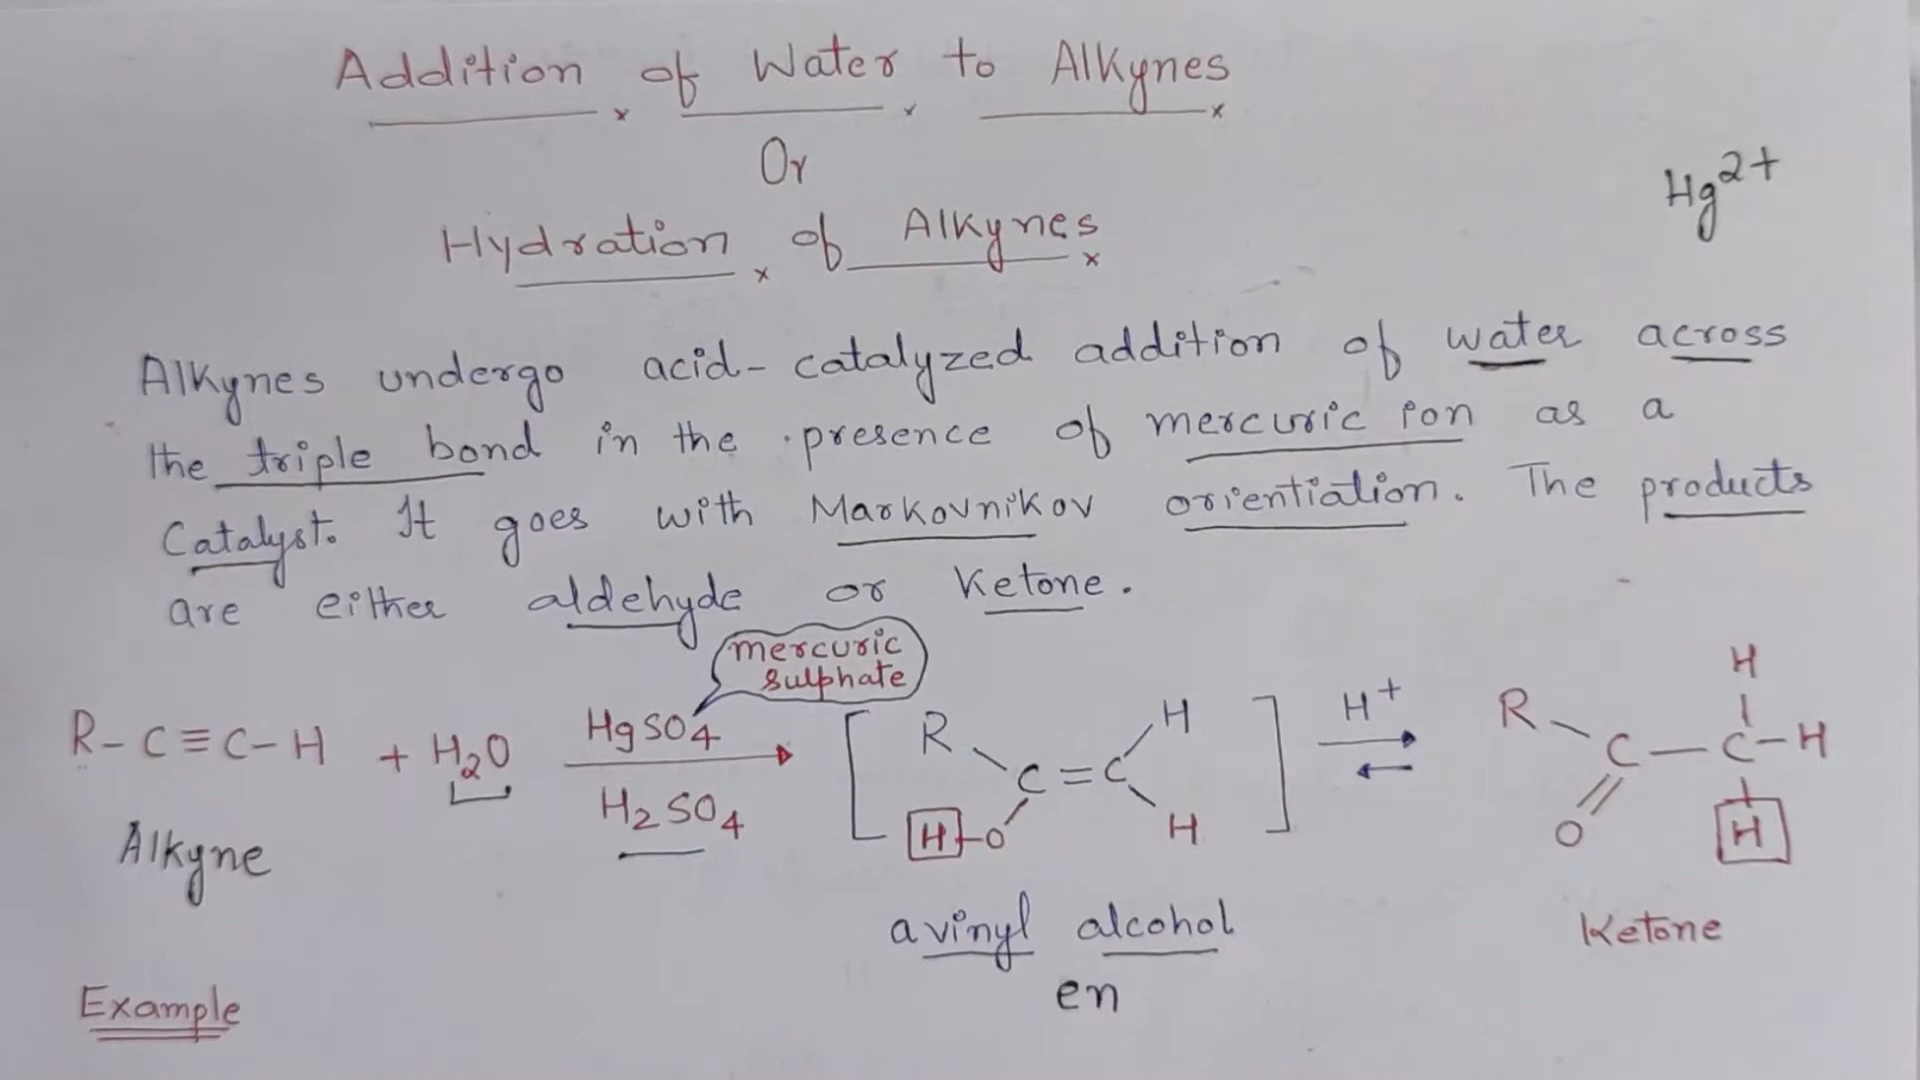 Addition of Water to Alkynes
Or
Hydration of Alkynes
Hg2+
Alkynes undergo acid-catalyzed addition of water across
the triple bond in the presence of mercuric ion as a
Catalyst. It goes with Markovnikov orientiation. The products
are either aldehyde or Ketone.
mercuric
sulphate
R-C≡C-H + H2O HgSO4 H2SO4 [R C=C H H H-O] H+ R C-C-H H O H
Alkyne
a vinyl alcohol
Ketone
en
Example